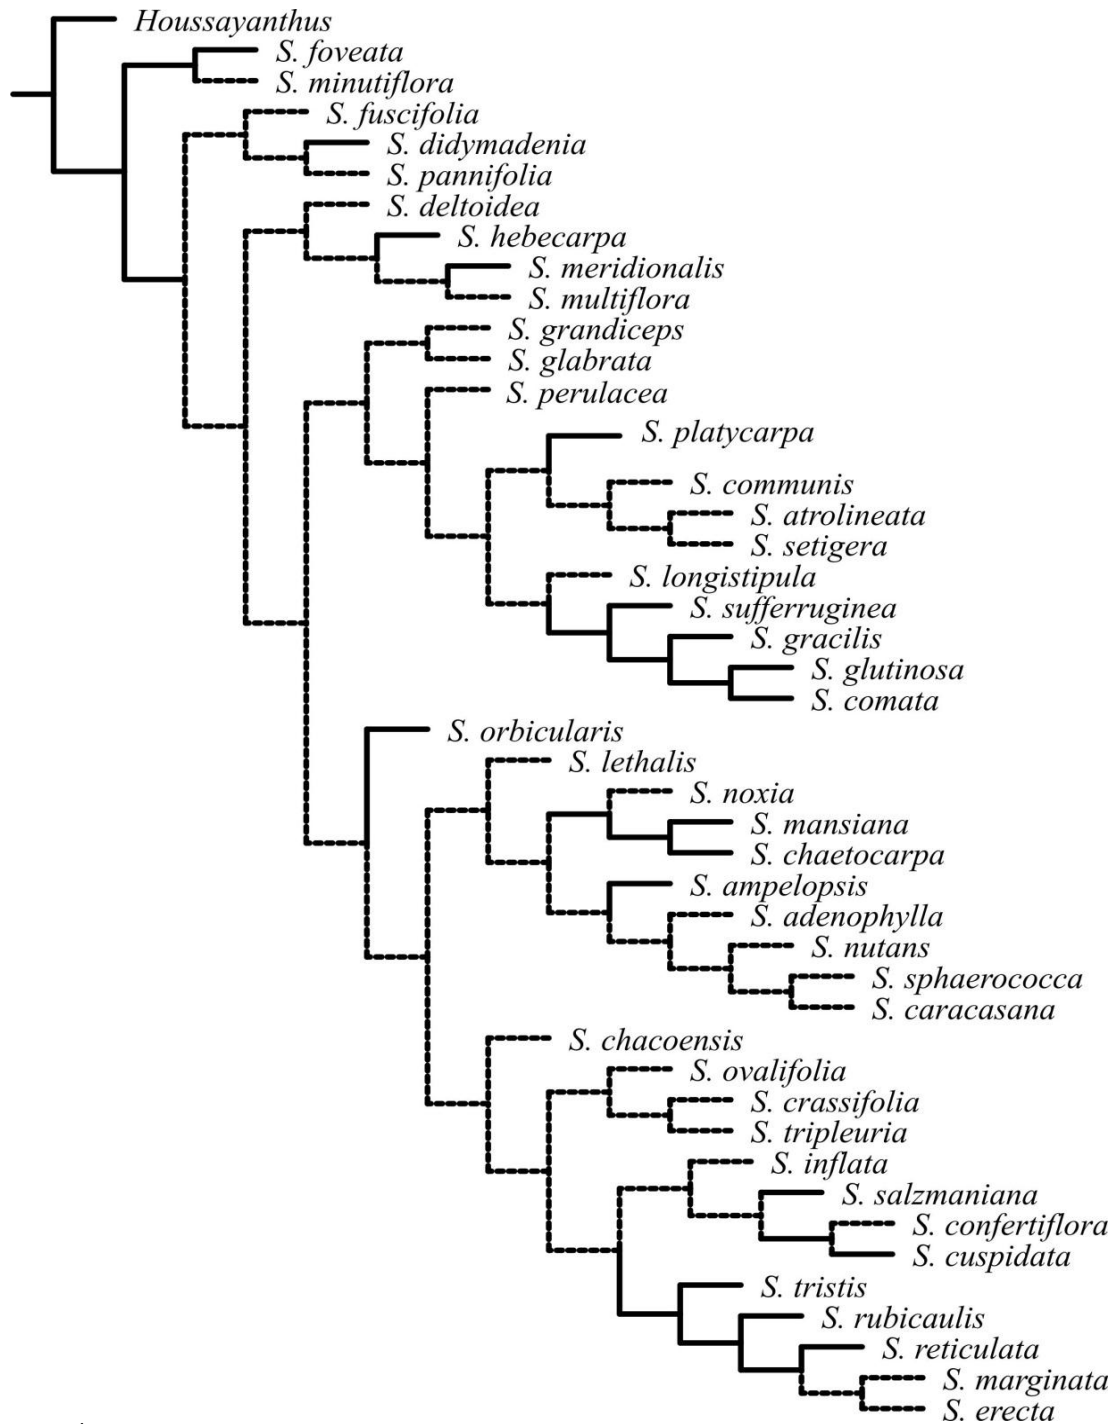 Houssayanthus
S. foveata
S. minutiflora
S. fuscifolia
S. didymadenia
S. pannifolia
S. deltoidea
S. hebecarpa
S. meridionalis
S. multiflora
S. grandiceps
S. glabrata
S. perulacea
S. platycarpa
S. communis
S. atrolineata
S. setigera
S. longistipula
S. sufferruginea
S. gracilis
S. glutinosa
S. comata
S. orbicularis
S. lethalis
S. noxia
S. mansiana
S. chaetocarpa
S. ampelopsis
S. adenophylla
S. nutans
S. sphaerococca
S. caracasana
S. chacoensis
S. ovalifolia
S. crassifolia
S. tripleuria
S. inflata
S. salzmaniana
S. confertiflora
S. cuspidata
S. tristis
S. rubicaulis
S. reticulata
S. marginata
S. erecta